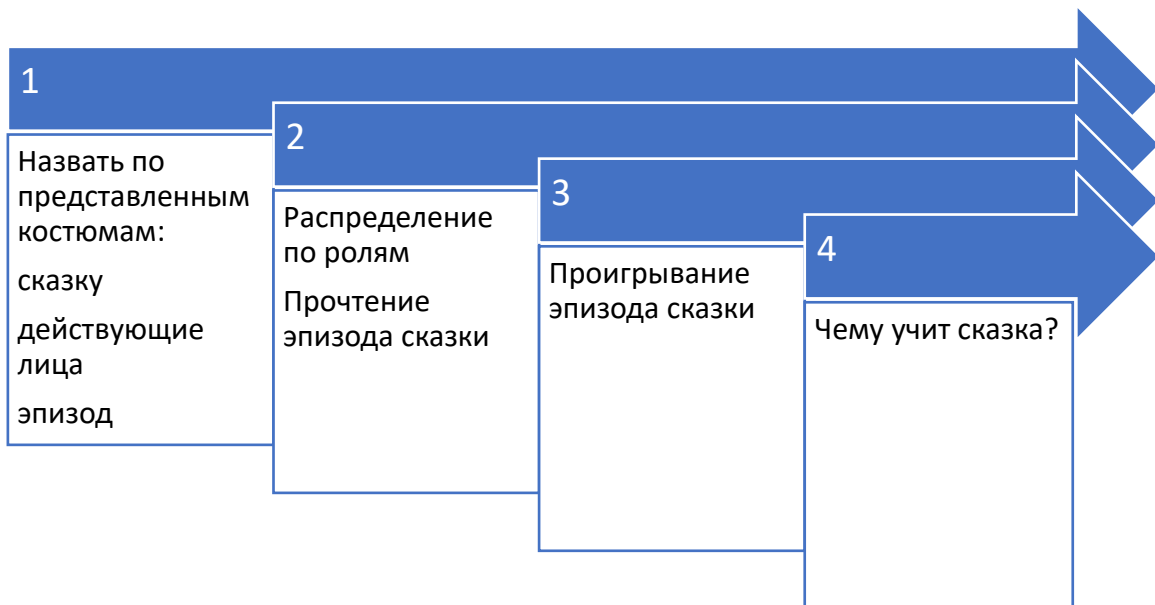 1
Назвать по
представленным
костюмам:
сказку
действующие
лица
эпизод
2
Распределение
по ролям
Прочтение
эпизода сказки
3
Проигрывание
эпизода сказки
4
Чему учит сказка?